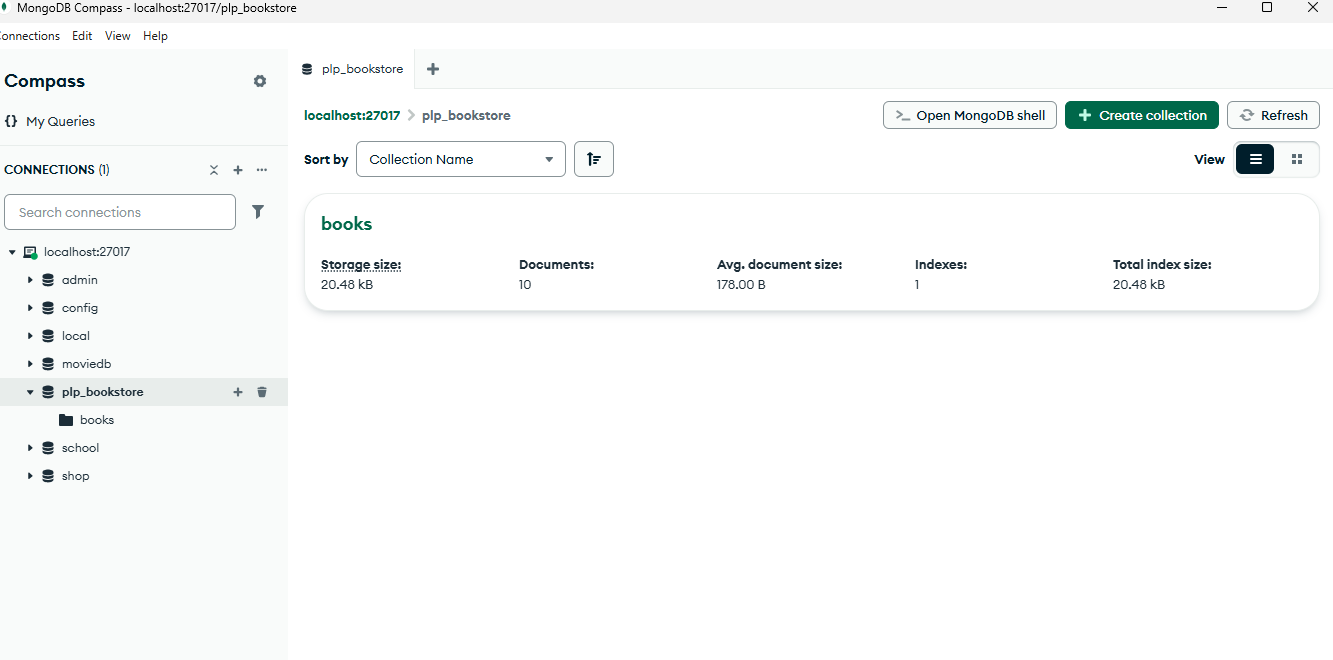 MongoDB Compass - localhost:27017/plp_bookstore
onnections Edit View Help
Compass
My Queries
CONNECTIONS (1)
Search connections
localhost:27017
admin
config
local
moviedb
plp_bookstore
books
school
shop
plp_bookstore
localhost:27017 plp_bookstore
Open MongoDB shell
Create collection
Refresh
Sort by Collection Name
View
books
Storage size: Documents: Avg. document size: Indexes: Total index size:
20.48 kB 10 178.00 B 1 20.48 kB